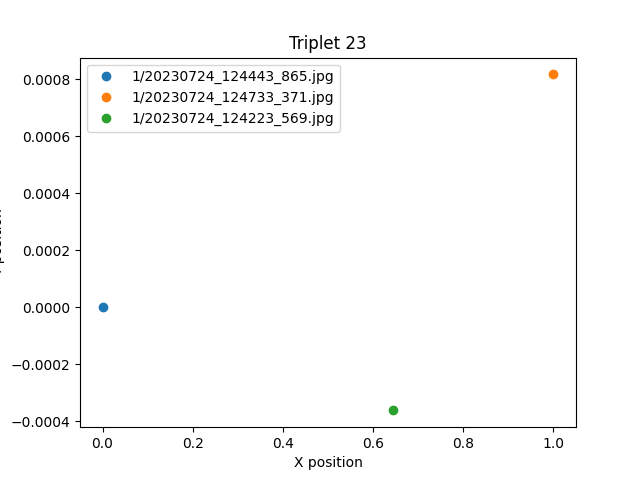 Triplet 23
1/20230724_124443_865.jpg
1/20230724_124733_371.jpg
1/20230724_124223_569.jpg
0.0008
0.0006
0.0004
0.0002
0.0000
−0.0002
−0.0004
0.0 0.2 0.4 0.6 0.8 1.0
X position